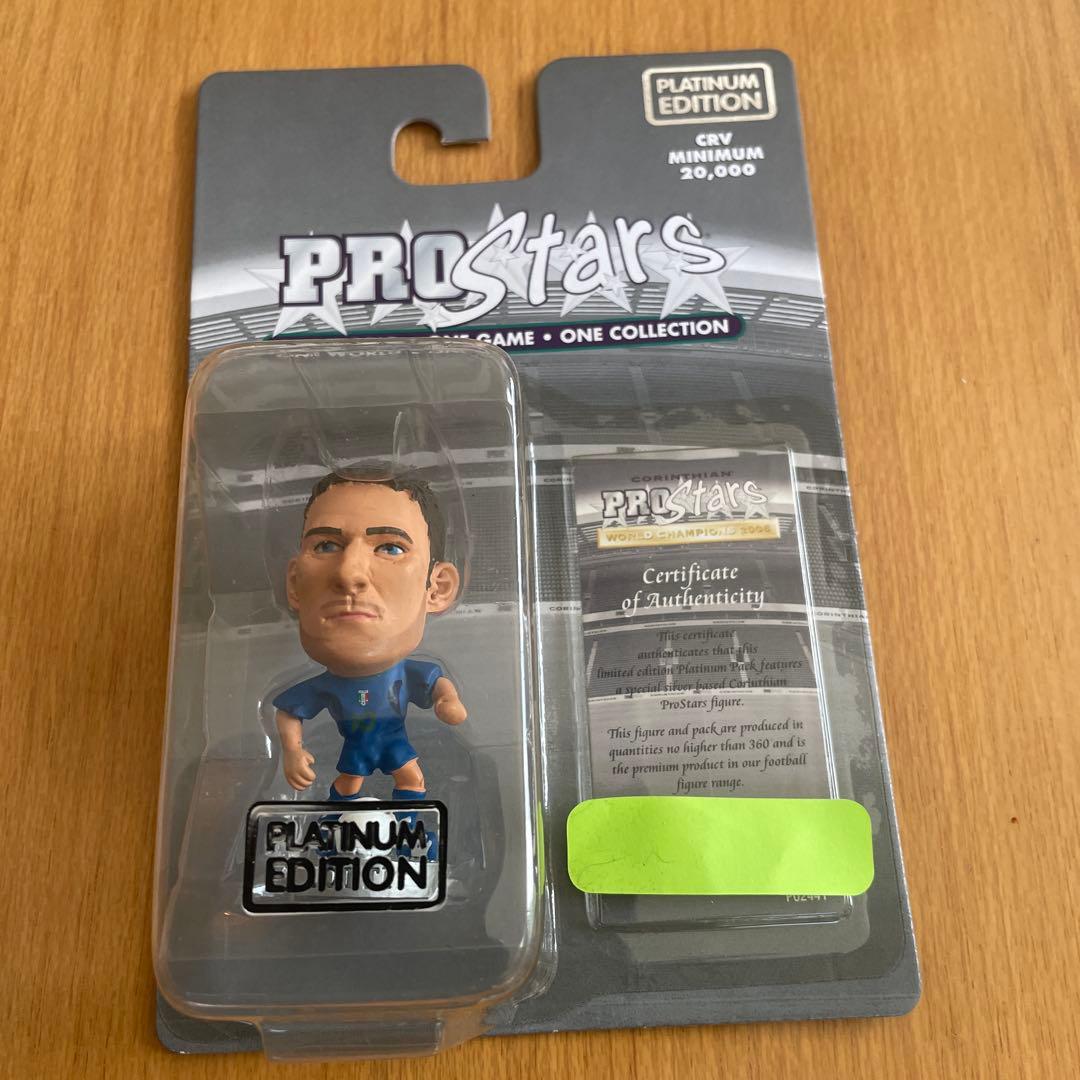 PLATINUM
EDITION
CRV
MINIMUM
20,000
PROStars
GAME • ONE COLLECTION
CORINTHIAN
PROStars
WORLD CHAMPIONS 2006
Certificate
of Authenticity
This certificate
authenticates that this
limited edition Platinum Pack features
a special silver based Corinthian
ProStars figure.
This figure and pack are produced in
quantities no higher than 360 and is
the premium product in our football
figure range.
PLATINUM
EDITION